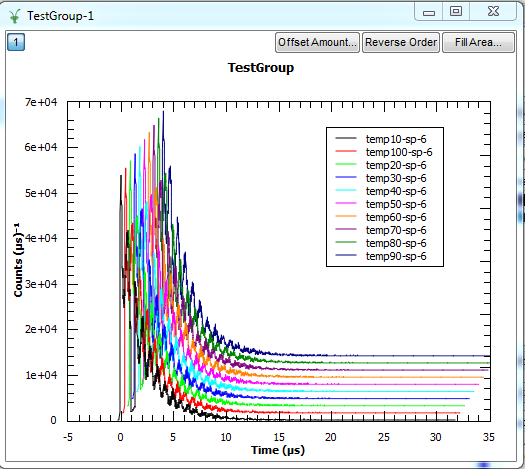 TestGroup-1
1
Offset Amount...
Reverse Order
Fill Area...
TestGroup
7e+04
6e+04
5e+04
4e+04
3e+04
2e+04
1e+04
0
Counts (µs)⁻¹
temp10-sp-6
temp100-sp-6
temp20-sp-6
temp30-sp-6
temp40-sp-6
temp50-sp-6
temp60-sp-6
temp70-sp-6
temp80-sp-6
temp90-sp-6
-5 0 5 10 15 20 25 30 35
Time (µs)